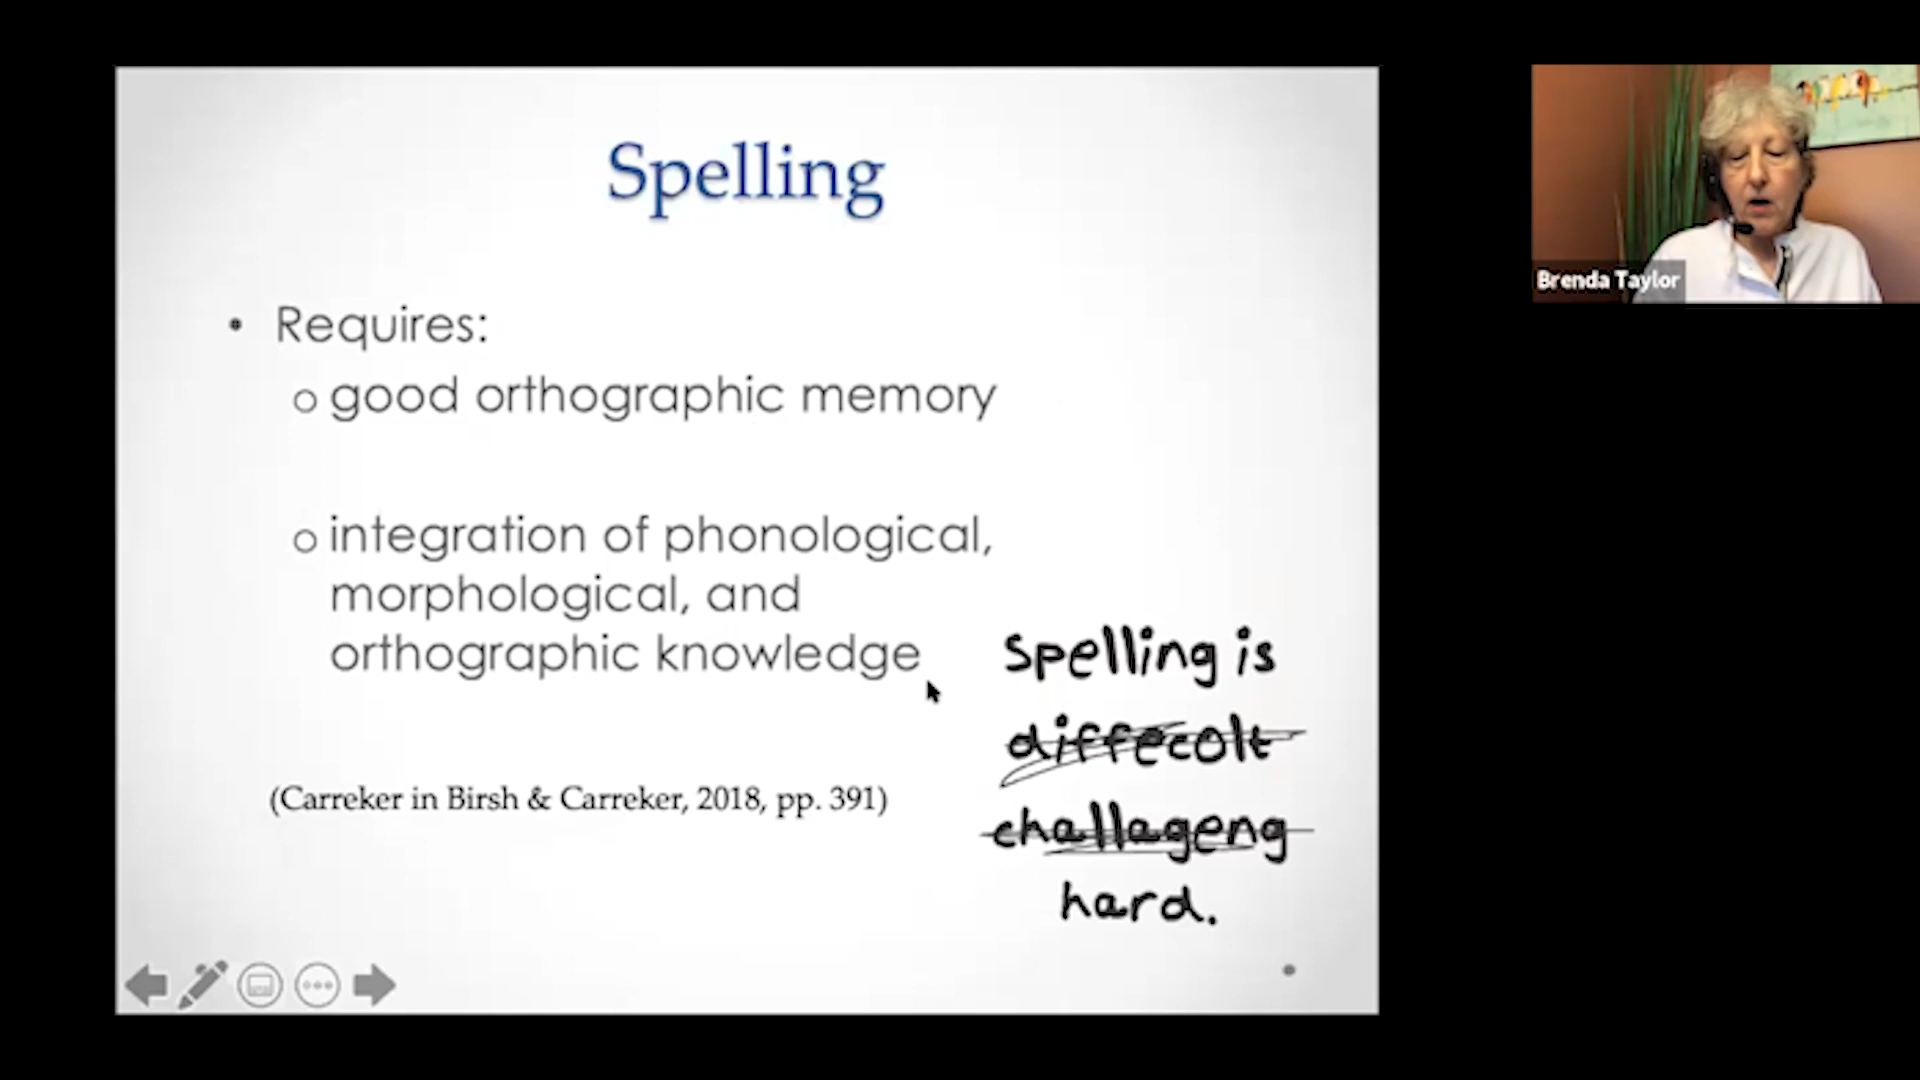 Spelling
• Requires:
o good orthographic memory
o integration of phonological,
morphological, and
orthographic knowledge
(Carreker in Birsh & Carreker, 2018, pp. 391)
Spelling is
diffecolt
challageng
hard.
Brenda Taylor